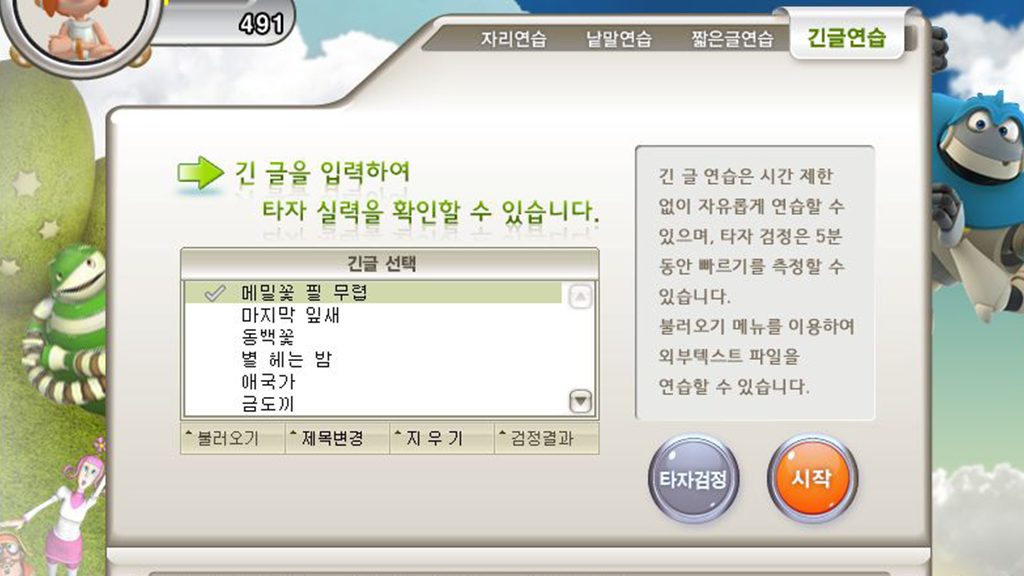 491
자리연습 낱말연습 짧은글연습 긴글연습
긴 글을 입력하여
타자 실력을 확인할 수 있습니다.
긴글 선택
메밀꽃 필 무렵
마지막 잎새
동백꽃
별 헤는 밤
애국가
금도끼
불러오기 제목변경 지우기 검정결과
긴 글 연습은 시간 제한
없이 자유롭게 연습할 수
있으며, 타자 검정은 5분
동안 빠르기를 측정할 수
있습니다.
불러오기 메뉴를 이용하여
외부텍스트 파일을
연습할 수 있습니다.
타자검정 시작